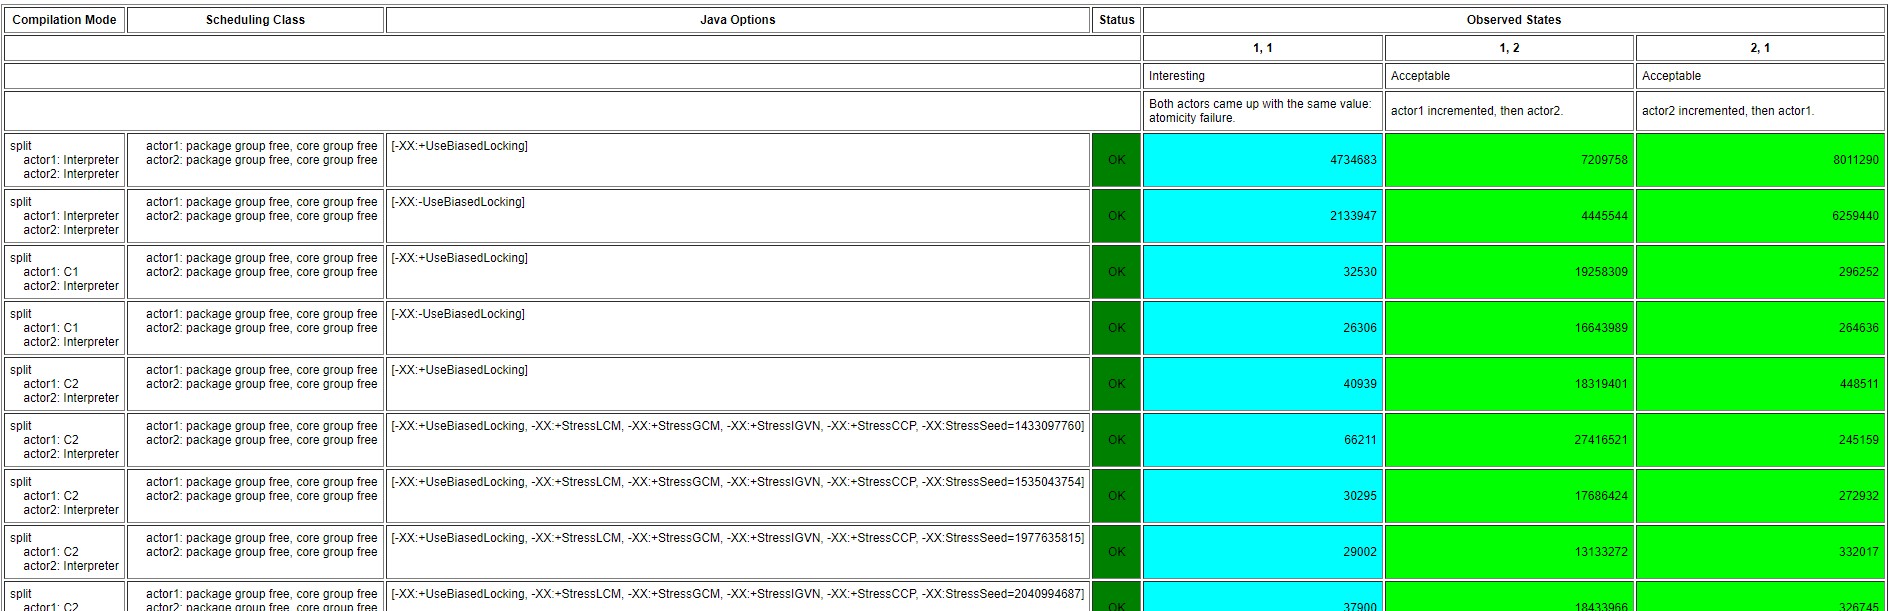 Compilation Mode Scheduling Class Java Options Status Observed States
1, 1 1, 2 2, 1
Interesting Acceptable Acceptable
Both actors came up with the same value: atomicity failure. actor1 incremented, then actor2. actor2 incremented, then actor1.
split actor1: package group free, core group free [-XX:+UseBiasedLocking]
actor1: Interpreter actor2: package group free, core group free OK 4734683 7209758 8011290
actor2: Interpreter
split actor1: package group free, core group free [-XX:-UseBiasedLocking]
actor1: Interpreter actor2: package group free, core group free OK 2133947 4445544 6259440
actor2: Interpreter
split actor1: package group free, core group free [-XX:+UseBiasedLocking]
actor1: C1 actor2: package group free, core group free OK 32530 19258309 296252
actor2: Interpreter
split actor1: package group free, core group free [-XX:-UseBiasedLocking]
actor1: C1 actor2: package group free, core group free OK 26306 16643989 264636
actor2: Interpreter
split actor1: package group free, core group free [-XX:+UseBiasedLocking]
actor1: C2 actor2: package group free, core group free OK 40939 18319401 448511
actor2: Interpreter
split actor1: package group free, core group free [-XX:+UseBiasedLocking, -XX:+StressLCM, -XX:+StressGCM, -XX:+StressIGVN, -XX:+StressCCP, -XX:StressSeed=1433097760]
actor1: C2 actor2: package group free, core group free OK 66211 27416521 245159
actor2: Interpreter
split actor1: package group free, core group free [-XX:+UseBiasedLocking, -XX:+StressLCM, -XX:+StressGCM, -XX:+StressIGVN, -XX:+StressCCP, -XX:StressSeed=1535043754]
actor1: C2 actor2: package group free, core group free OK 30295 17686424 272932
actor2: Interpreter
split actor1: package group free, core group free [-XX:+UseBiasedLocking, -XX:+StressLCM, -XX:+StressGCM, -XX:+StressIGVN, -XX:+StressCCP, -XX:StressSeed=1977635815]
actor1: C2 actor2: package group free, core group free OK 29002 13133272 332017
actor2: Interpreter
split actor1: package group free, core group free [-XX:+UseBiasedLocking, -XX:+StressLCM, -XX:+StressGCM, -XX:+StressIGVN, -XX:+StressCCP, -XX:StressSeed=2040994687]
actor1: C2 actor2: package group free, core group free OK 37900 18433966 326745